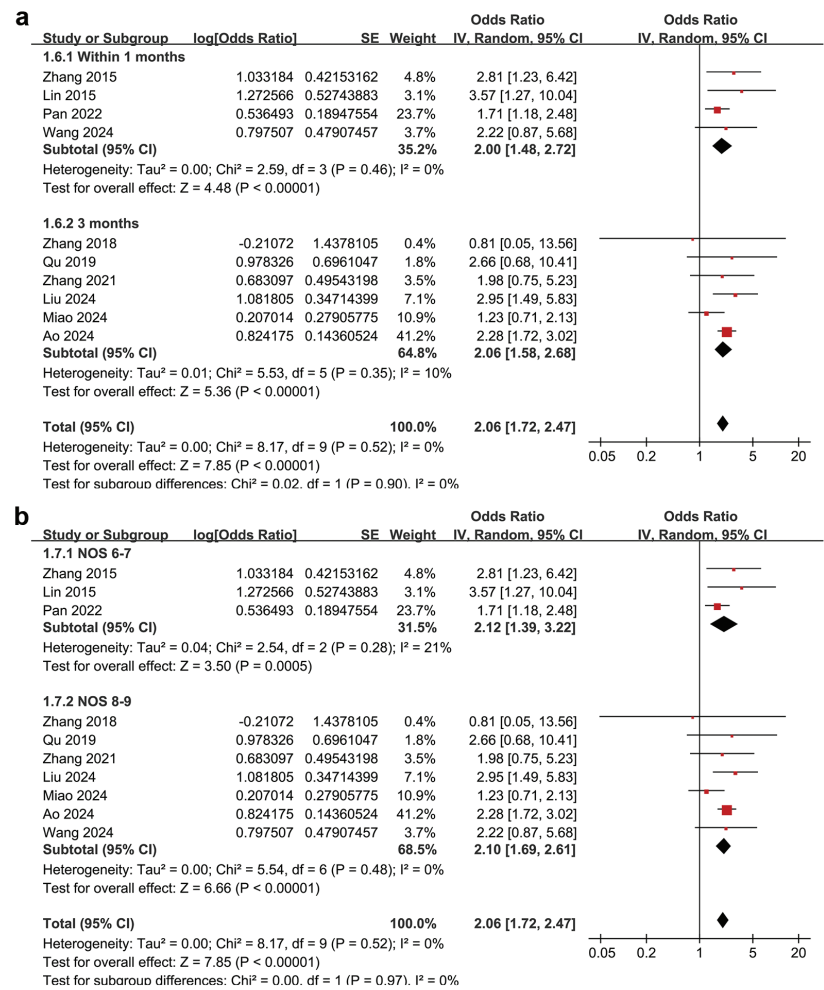 a
Odds Ratio Odds Ratio
Study or Subgroup log[Odds Ratio] SE Weight IV, Random, 95% CI IV, Random, 95% CI
1.6.1 Within 1 months
Zhang 2015 1.033184 0.42153162 4.8% 2.81 [1.23, 6.42]
Lin 2015 1.272566 0.52743883 3.1% 3.57 [1.27, 10.04]
Pan 2022 0.536493 0.18947554 23.7% 1.71 [1.18, 2.48]
Wang 2024 0.797507 0.47907457 3.7% 2.22 [0.87, 5.68]
Subtotal (95% CI) 35.2% 2.00 [1.48, 2.72]
Heterogeneity: Tau² = 0.00; Chi² = 2.59, df = 3 (P = 0.46); I² = 0%
Test for overall effect: Z = 4.48 (P < 0.00001)
1.6.2 3 months
Zhang 2018 -0.21072 1.4378105 0.4% 0.81 [0.05, 13.56]
Qu 2019 0.978326 0.6961047 1.8% 2.66 [0.68, 10.41]
Zhang 2021 0.683097 0.49543198 3.5% 1.98 [0.75, 5.23]
Liu 2024 1.081805 0.34714399 7.1% 2.95 [1.49, 5.83]
Miao 2024 0.207014 0.27905775 10.9% 1.23 [0.71, 2.13]
Ao 2024 0.824175 0.14360524 41.2% 2.28 [1.72, 3.02]
Subtotal (95% CI) 64.8% 2.06 [1.58, 2.68]
Heterogeneity: Tau² = 0.01; Chi² = 5.53, df = 5 (P = 0.35); I² = 10%
Test for overall effect: Z = 5.36 (P < 0.00001)
Total (95% CI) 100.0% 2.06 [1.72, 2.47]
Heterogeneity: Tau² = 0.00; Chi² = 8.17, df = 9 (P = 0.52); I² = 0%
0.05 0.2 1 5 20
Test for overall effect: Z = 7.85 (P < 0.00001)
Test for subgroup differences: Chi² = 0.02, df = 1 (P = 0.90), I² = 0%
b
Odds Ratio Odds Ratio
Study or Subgroup log[Odds Ratio] SE Weight IV, Random, 95% CI IV, Random, 95% CI
1.7.1 NOS 6-7
Zhang 2015 1.033184 0.42153162 4.8% 2.81 [1.23, 6.42]
Lin 2015 1.272566 0.52743883 3.1% 3.57 [1.27, 10.04]
Pan 2022 0.536493 0.18947554 23.7% 1.71 [1.18, 2.48]
Subtotal (95% CI) 31.5% 2.12 [1.39, 3.22]
Heterogeneity: Tau² = 0.04; Chi² = 2.54, df = 2 (P = 0.28); I² = 21%
Test for overall effect: Z = 3.50 (P = 0.0005)
1.7.2 NOS 8-9
Zhang 2018 -0.21072 1.4378105 0.4% 0.81 [0.05, 13.56]
Qu 2019 0.978326 0.6961047 1.8% 2.66 [0.68, 10.41]
Zhang 2021 0.683097 0.49543198 3.5% 1.98 [0.75, 5.23]
Liu 2024 1.081805 0.34714399 7.1% 2.95 [1.49, 5.83]
Miao 2024 0.207014 0.27905775 10.9% 1.23 [0.71, 2.13]
Ao 2024 0.824175 0.14360524 41.2% 2.28 [1.72, 3.02]
Wang 2024 0.797507 0.47907457 3.7% 2.22 [0.87, 5.68]
Subtotal (95% CI) 68.5% 2.10 [1.69, 2.61]
Heterogeneity: Tau² = 0.00; Chi² = 5.54, df = 6 (P = 0.48); I² = 0%
Test for overall effect: Z = 6.66 (P < 0.00001)
Total (95% CI) 100.0% 2.06 [1.72, 2.47]
Heterogeneity: Tau² = 0.00; Chi² = 8.17, df = 9 (P = 0.52); I² = 0%
0.05 0.2 1 5 20
Test for overall effect: Z = 7.85 (P < 0.00001)
Test for subgroup differences: Chi² = 0.00, df = 1 (P = 0.97), I² = 0%